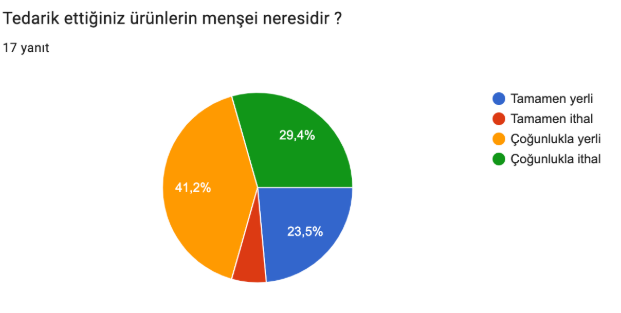 Tedarik ettiğiniz ürünlerin menşei neresidir ?
17 yanıt
Tamamen yerli
Tamamen ithal
Çoğunlukla yerli
Çoğunlukla ithal
29,4%
41,2%
23,5%